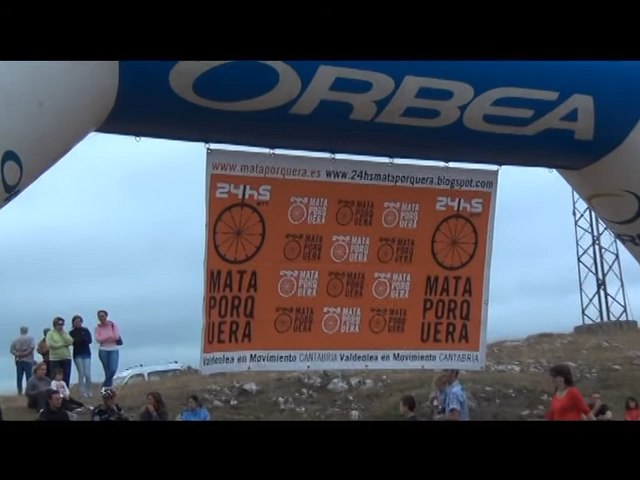 ORBEA
www.mataporquera.es www.24hsmataporquera.blogspot.com
24hS 24hS
MATA PORQ UERA
MATA PORQ UERA
MATA PORQ UERA
MATA PORQ UERA
MATA PORQ UERA
MATA PORQ UERA
MATA PORQ UERA
MATA PORQ UERA
MATA PORQ UERA
MATA PORQ UERA
MATA PORQ UERA
MATA PORQ UERA
MATA MATA
PORQ PORQ
UERA UERA
Valdeolea en Movimiento CANTABRIA Valdeolea en Movimiento CANTABRIA